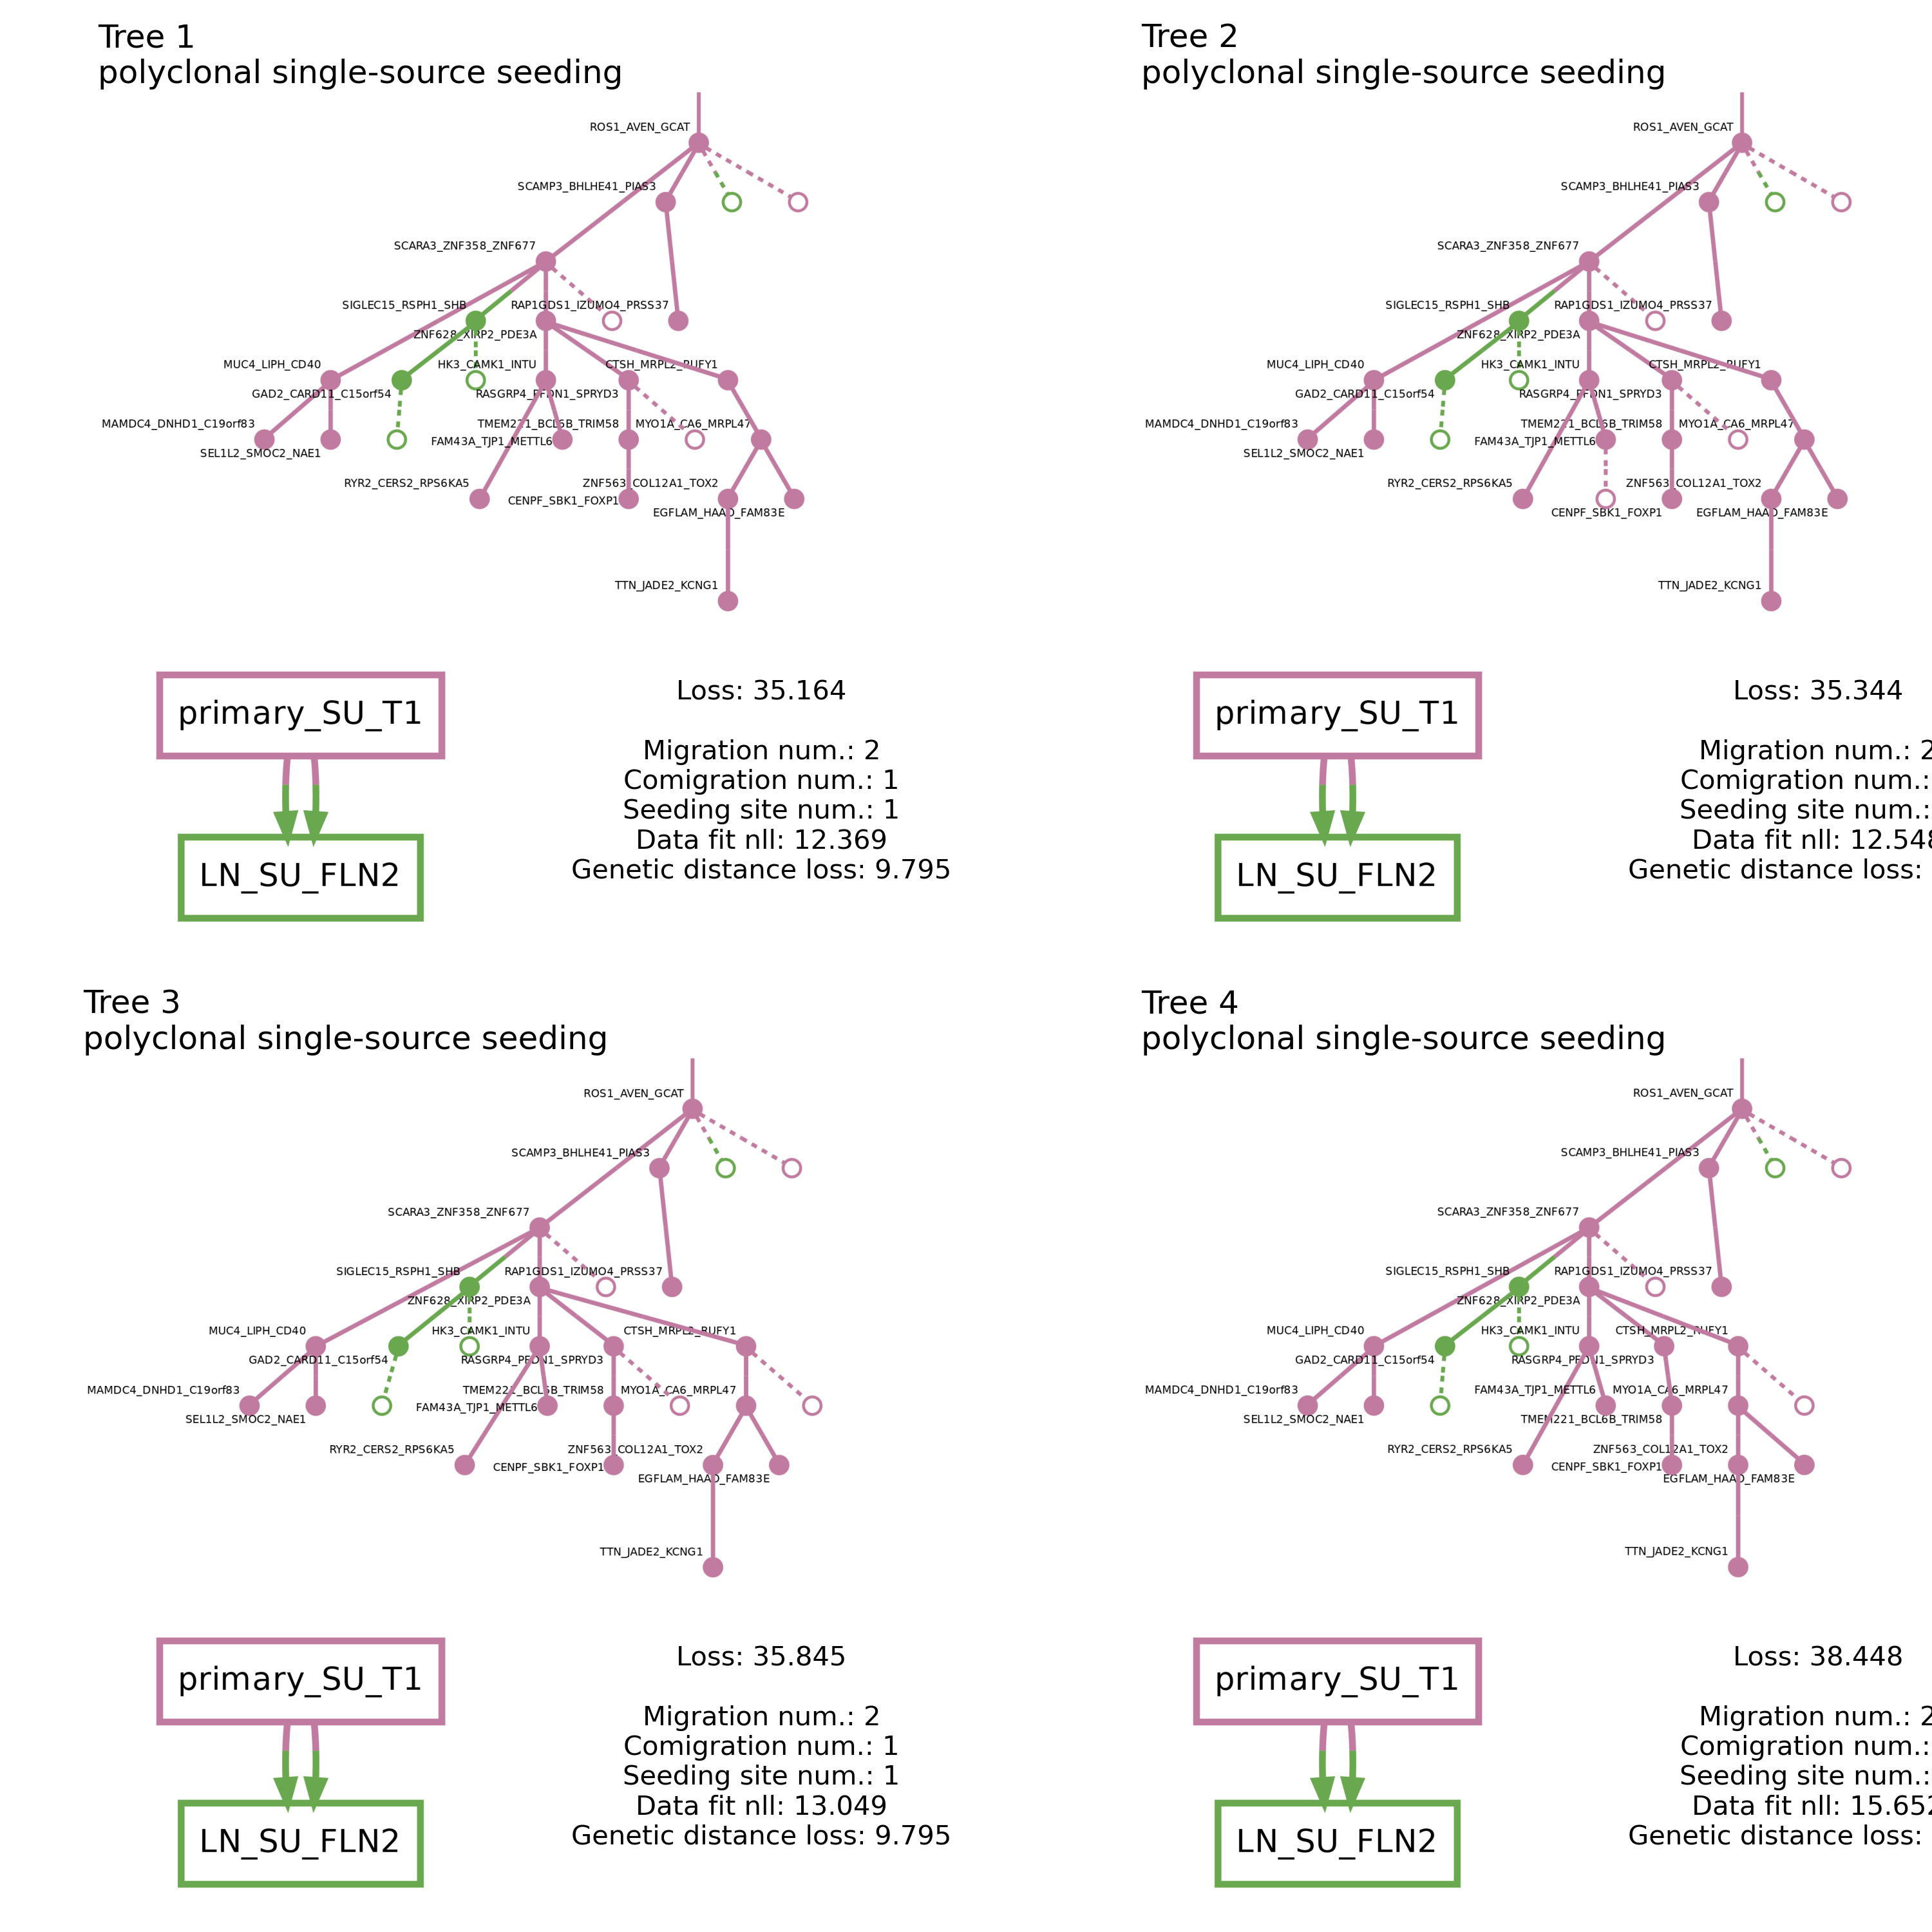 Tree 1
polyclonal single-source seeding
ROS1_AVEN_GCAT
SCAMP3_BHLHE41_PIAS3
SCARA3_ZNF358_ZNF677
SIGLEC15_RSPH1_SHB
RAP1GDS1_IZUMO4_PRSS37
ZNF628_XIRP2_PDE3A
MUC4_LIPH_CD40
HK3_CAMK1_INTU
CTSH_MRPL2_RUFY1
GAD2_CARD11_C15orf54
RASGRP4_PFDN1_SPRYD3
MAMDC4_DNHD1_C19orf83
TMEM221_BCL6B_TRIM58
MYO1A_CA6_MRPL47
FAM43A_TJP1_METTL6
SEL1L2_SMOC2_NAE1
RYR2_CERS2_RPS6KA5
ZNF563_COL12A1_TOX2
CENPF_SBK1_FOXP1
EGFLAM_HAAO_FAM83E
TTN_JADE2_KCNG1
primary_SU_T1
LN_SU_FLN2
Loss: 35.164
Migration num.: 2
Comigration num.: 1
Seeding site num.: 1
Data fit nll: 12.369
Genetic distance loss: 9.795
Tree 2
polyclonal single-source seeding
ROS1_AVEN_GCAT
SCAMP3_BHLHE41_PIAS3
SCARA3_ZNF358_ZNF677
SIGLEC15_RSPH1_SHB
RAP1GDS1_IZUMO4_PRSS37
ZNF628_XIRP2_PDE3A
MUC4_LIPH_CD40
HK3_CAMK1_INTU
CTSH_MRPL2_RUFY1
GAD2_CARD11_C15orf54
RASGRP4_PFDN1_SPRYD3
MAMDC4_DNHD1_C19orf83
TMEM221_BCL6B_TRIM58
MYO1A_CA6_MRPL47
FAM43A_TJP1_METTL6
SEL1L2_SMOC2_NAE1
RYR2_CERS2_RPS6KA5
ZNF563_COL12A1_TOX2
CENPF_SBK1_FOXP1
EGFLAM_HAAO_FAM83E
TTN_JADE2_KCNG1
primary_SU_T1
LN_SU_FLN2
Loss: 35.344
Migration num.: 2
Comigration num.:
Seeding site num.:
Data fit nll: 12.548
Genetic distance loss:
Tree 3
polyclonal single-source seeding
ROS1_AVEN_GCAT
SCAMP3_BHLHE41_PIAS3
SCARA3_ZNF358_ZNF677
SIGLEC15_RSPH1_SHB
RAP1GDS1_IZUMO4_PRSS37
ZNF628_XIRP2_PDE3A
MUC4_LIPH_CD40
HK3_CAMK1_INTU
CTSH_MRPL2_RUFY1
GAD2_CARD11_C15orf54
RASGRP4_PFDN1_SPRYD3
MAMDC4_DNHD1_C19orf83
TMEM221_BCL6B_TRIM58
MYO1A_CA6_MRPL47
FAM43A_TJP1_METTL6
SEL1L2_SMOC2_NAE1
RYR2_CERS2_RPS6KA5
ZNF563_COL12A1_TOX2
CENPF_SBK1_FOXP1
EGFLAM_HAAO_FAM83E
TTN_JADE2_KCNG1
primary_SU_T1
LN_SU_FLN2
Loss: 35.845
Migration num.: 2
Comigration num.: 1
Seeding site num.: 1
Data fit nll: 13.049
Genetic distance loss: 9.795
Tree 4
polyclonal single-source seeding
ROS1_AVEN_GCAT
SCAMP3_BHLHE41_PIAS3
SCARA3_ZNF358_ZNF677
SIGLEC15_RSPH1_SHB
RAP1GDS1_IZUMO4_PRSS37
ZNF628_XIRP2_PDE3A
MUC4_LIPH_CD40
HK3_CAMK1_INTU
CTSH_MRPL2_RUFY1
GAD2_CARD11_C15orf54
RASGRP4_PFDN1_SPRYD3
MAMDC4_DNHD1_C19orf83
FAM43A_TJP1_METTL6
MYO1A_CA6_MRPL47
SEL1L2_SMOC2_NAE1
TMEM221_BCL6B_TRIM58
RYR2_CERS2_RPS6KA5
ZNF563_COL12A1_TOX2
CENPF_SBK1_FOXP1
EGFLAM_HAAO_FAM83E
TTN_JADE2_KCNG1
primary_SU_T1
LN_SU_FLN2
Loss: 38.448
Migration num.: 2
Comigration num.:
Seeding site num.:
Data fit nll: 15.652
Genetic distance loss: